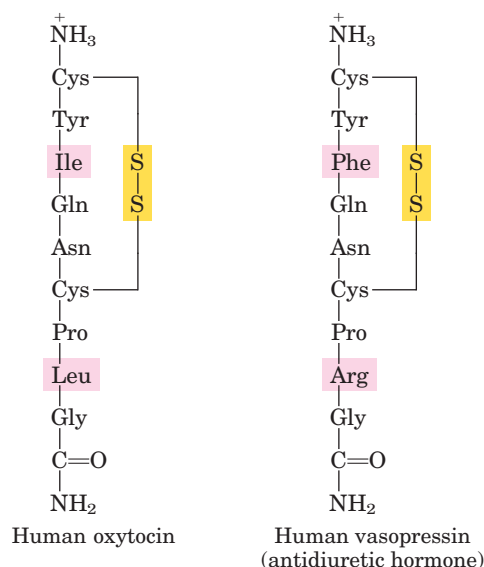 +
NH3
Cys
Tyr
Ile
S
S
Gln
Asn
Cys
Pro
Leu
Gly
C=O
NH2
Human oxytocin
+
NH3
Cys
Tyr
Phe
S
S
Gln
Asn
Cys
Pro
Arg
Gly
C=O
NH2
Human vasopressin
(antidiuretic hormone)